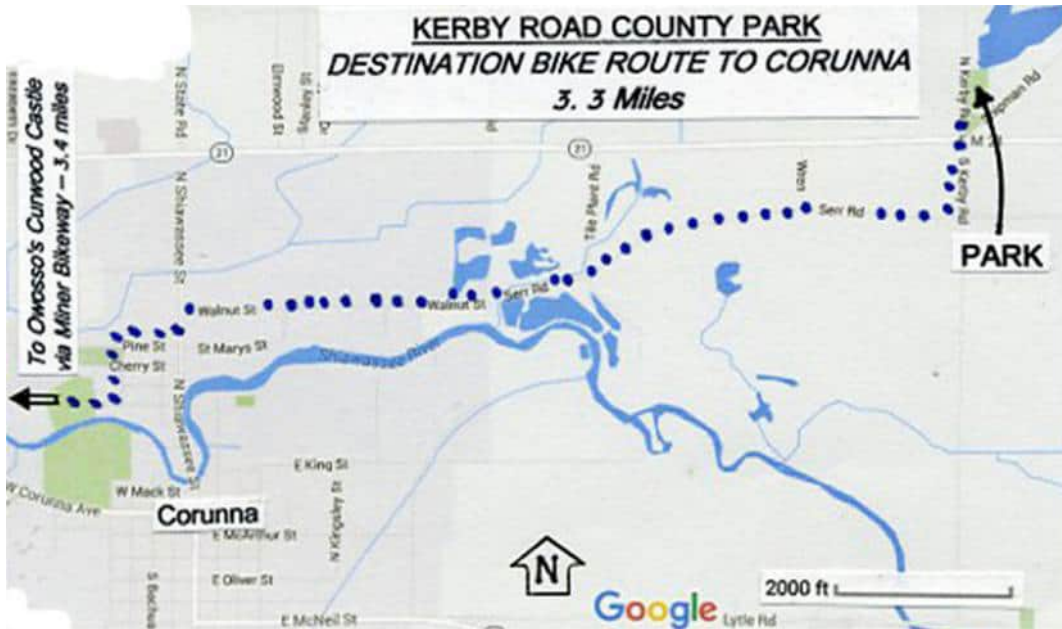 KERBY ROAD COUNTY PARK
DESTINATION BIKE ROUTE TO CORUNNA
3. 3 Miles
To Owosso's Curwood Castle
via Miner Bikeway – 3.4 miles
N State Rd
Elmwood St
N Kerby Rd
21
21
M 21
S Kerby Rd
N Shiawassee St
Tile Plant Rd
Wren
Serr Rd
PARK
Serr Rd
Walnut St
Walnut St
Pine St
St Marys St
Cherry St
Shiawassee River
N Shiawassee St
E King St
W Mack St
W Corunna Ave
Corunna
N Kingsley St
E McArthur St
E Oliver St
S Bachus
E McNeil St
N
Google
Lytle Rd
2000 ft